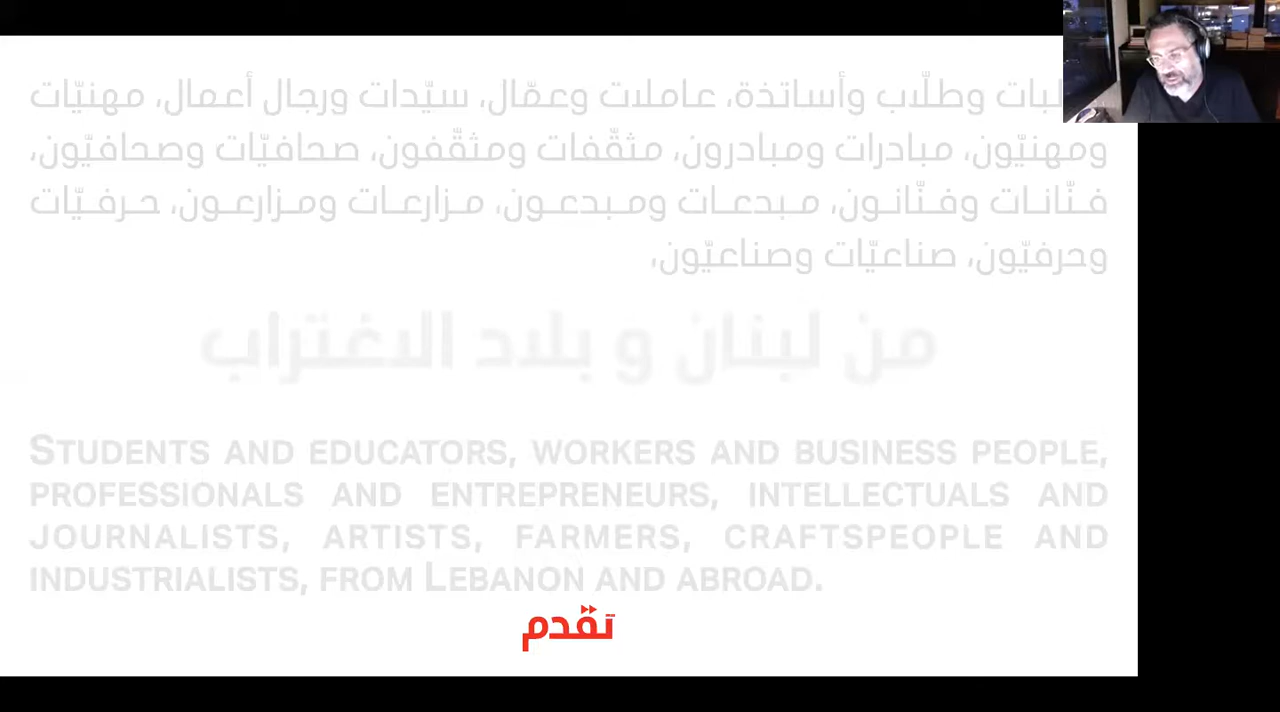 لبات وطلّاب وأساتذة، عاملات وعمّال، سيّدات ورجال أعمال، مهنيّات
ومهنيّون، مبادرات ومبادرون، مثقّفات ومثقّفون، صحافيّات وصحافيّون،
فنّانات وفنّانون، مبدعات ومبدعون، مزارعات ومزارعون، حرفيّات
وحرفيّون، صناعيّات وصناعيّون،
من لبنان و بلاد الاغتراب
STUDENTS AND EDUCATORS, WORKERS AND BUSINESS PEOPLE,
PROFESSIONALS AND ENTREPRENEURS, INTELLECTUALS AND
JOURNALISTS, ARTISTS, FARMERS, CRAFTSPEOPLE AND
INDUSTRIALISTS, FROM LEBANON AND ABROAD.
تقدم